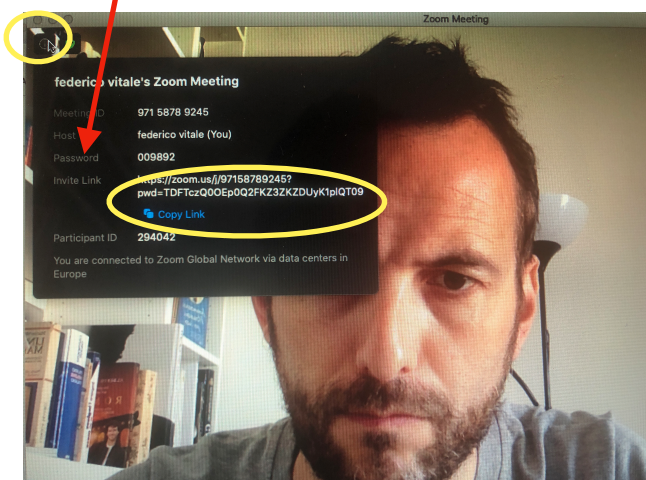 Zoom Meeting
federico vitale's Zoom Meeting
Meeting ID 971 5878 9245
Host federico vitale (You)
Password 009892
Invite Link https://zoom.us/j/97158789245?
pwd=TDFTczQ0OEp0Q2FKZ3ZKZDUyK1plQT09
Copy Link
Participant ID 294042
You are connected to Zoom Global Network via data centers in
Europe